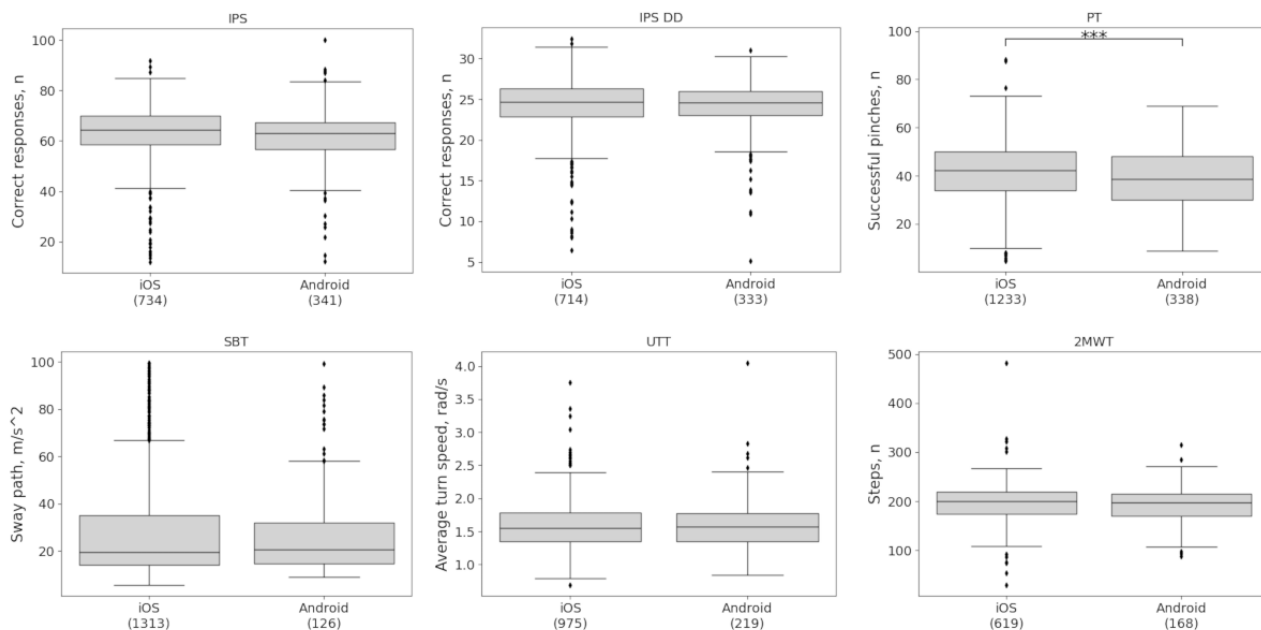 IPS
Correct responses, n
100
80
60
40
20
iOS
(734)
Android
(341)
IPS DD
Correct responses, n
30
25
20
15
10
5
iOS
(714)
Android
(333)
PT
***
Successful pinches, n
100
80
60
40
20
iOS
(1233)
Android
(338)
SBT
Sway path, m/s^2
100
80
60
40
20
iOS
(1313)
Android
(126)
UTT
Average turn speed, rad/s
4.0
3.5
3.0
2.5
2.0
1.5
1.0
iOS
(975)
Android
(219)
2MWT
Steps, n
500
400
300
200
100
iOS
(619)
Android
(168)